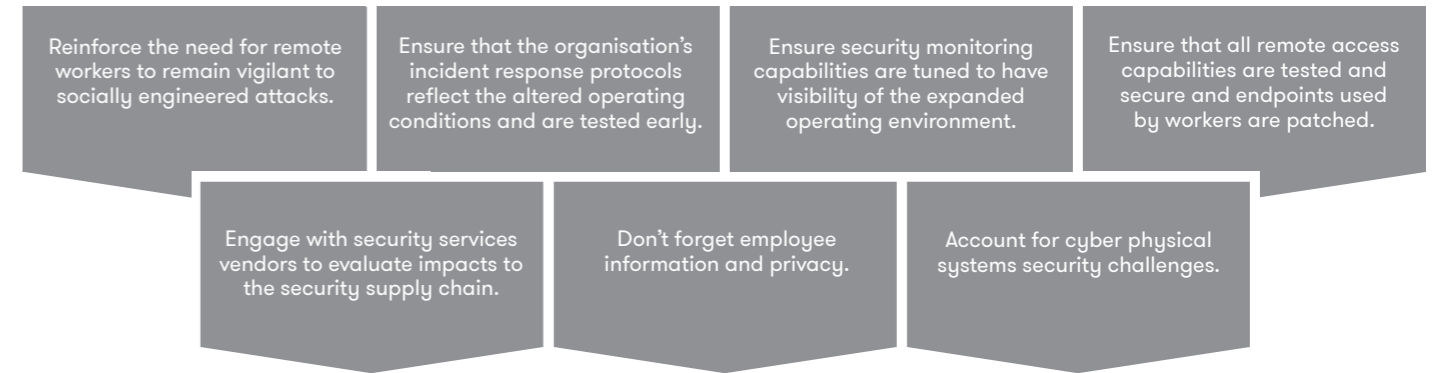 Reinforce the need for remote
workers to remain vigilant to
socially engineered attacks.
Ensure that the organisation's
incident response protocols
reflect the altered operating
conditions and are tested early.
Ensure security monitoring
capabilities are tuned to have
visibility of the expanded
operating environment.
Ensure that all remote access
capabilities are tested and
secure and endpoints used
by workers are patched.
Engage with security services
vendors to evaluate impacts to
the security supply chain.
Don't forget employee
information and privacy.
Account for cyber physical
systems security challenges.